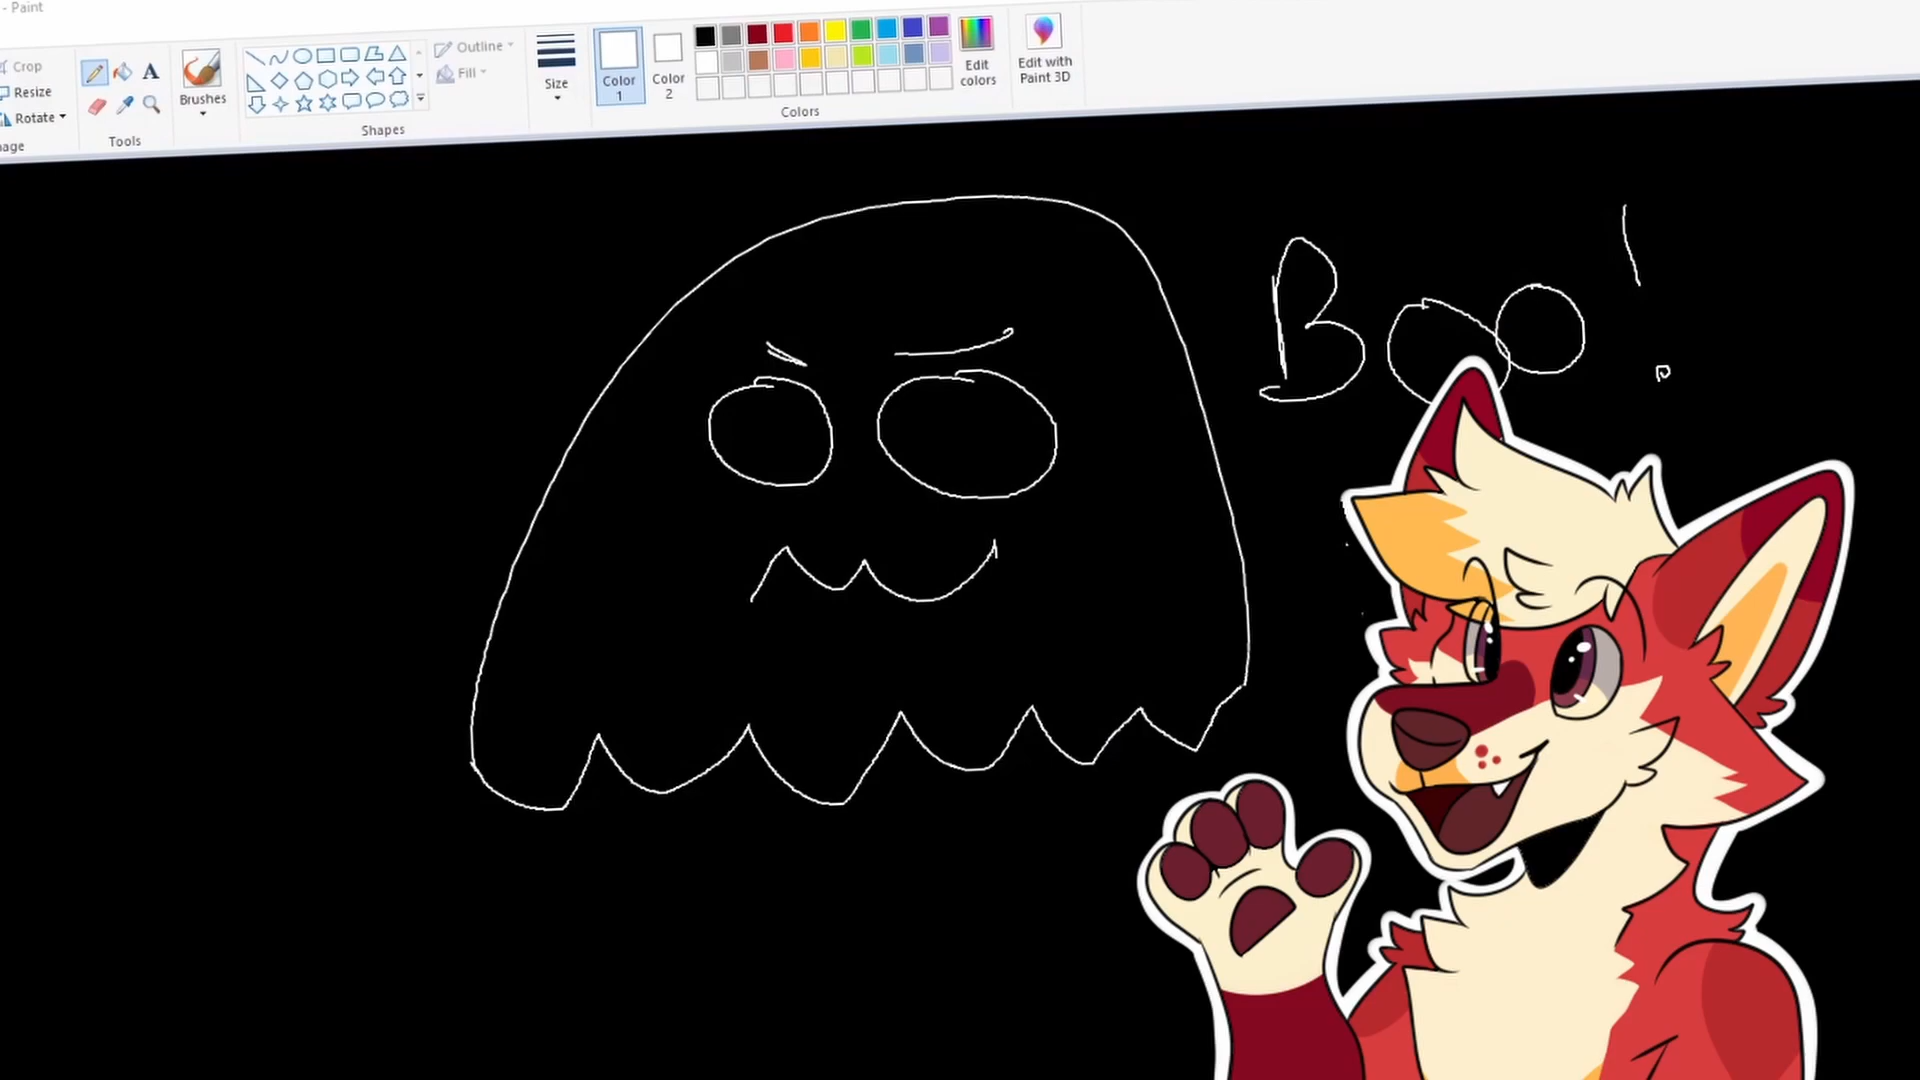 - Paint
Crop
Resize
Rotate
age
Tools
Brushes
Shapes
Outline
Fill
Size
Color 1
Color 2
Colors
Edit colors
Edit with Paint 3D
Boo!